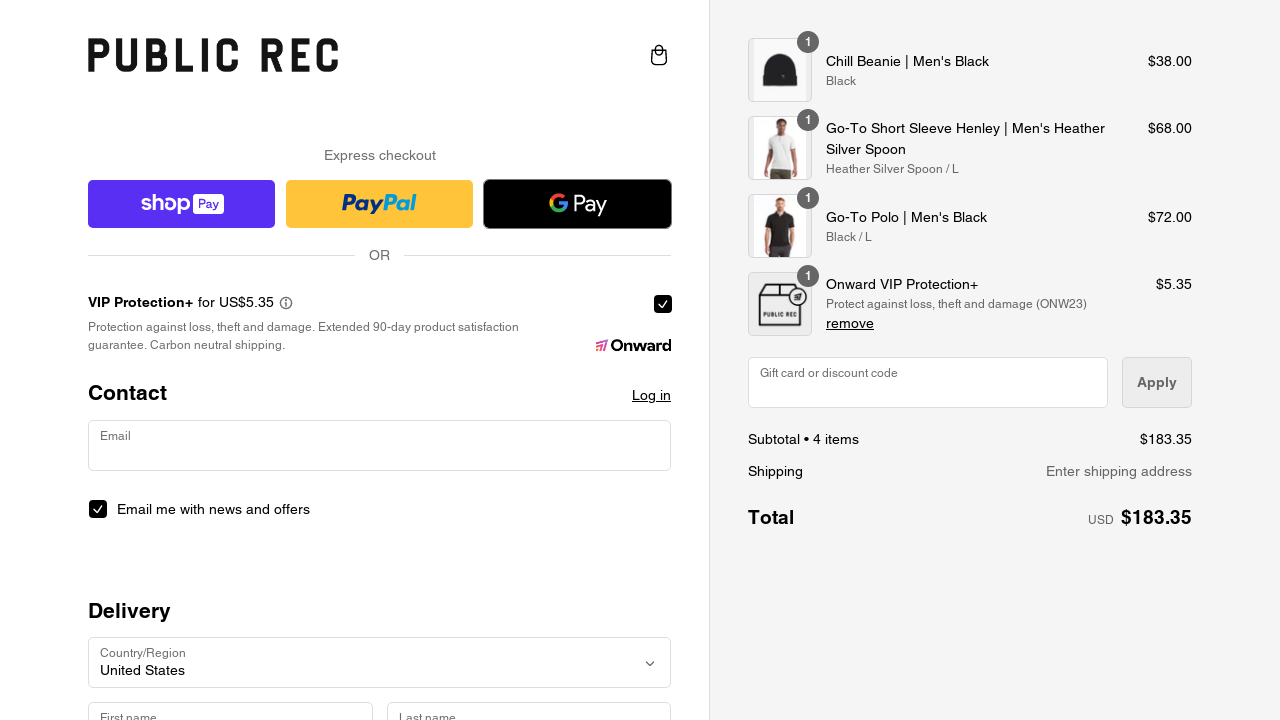 PUBLIC REC
Express checkout
shop Pay
PayPal
G Pay
OR
VIP Protection+ for US$5.35
Protection against loss, theft and damage. Extended 90-day product satisfaction
guarantee. Carbon neutral shipping.
Onward
Contact
Log in
Email
Email me with news and offers
Delivery
Country/Region
United States
First name
Last name
1
Chill Beanie | Men's Black
$38.00
Black
1
Go-To Short Sleeve Henley | Men's Heather
Silver Spoon
$68.00
Heather Silver Spoon / L
1
Go-To Polo | Men's Black
$72.00
Black / L
1
PUBLIC REC
Onward VIP Protection+
$5.35
Protect against loss, theft and damage (ONW23)
remove
Gift card or discount code
Apply
Subtotal • 4 items
$183.35
Shipping
Enter shipping address
Total
USD $183.35